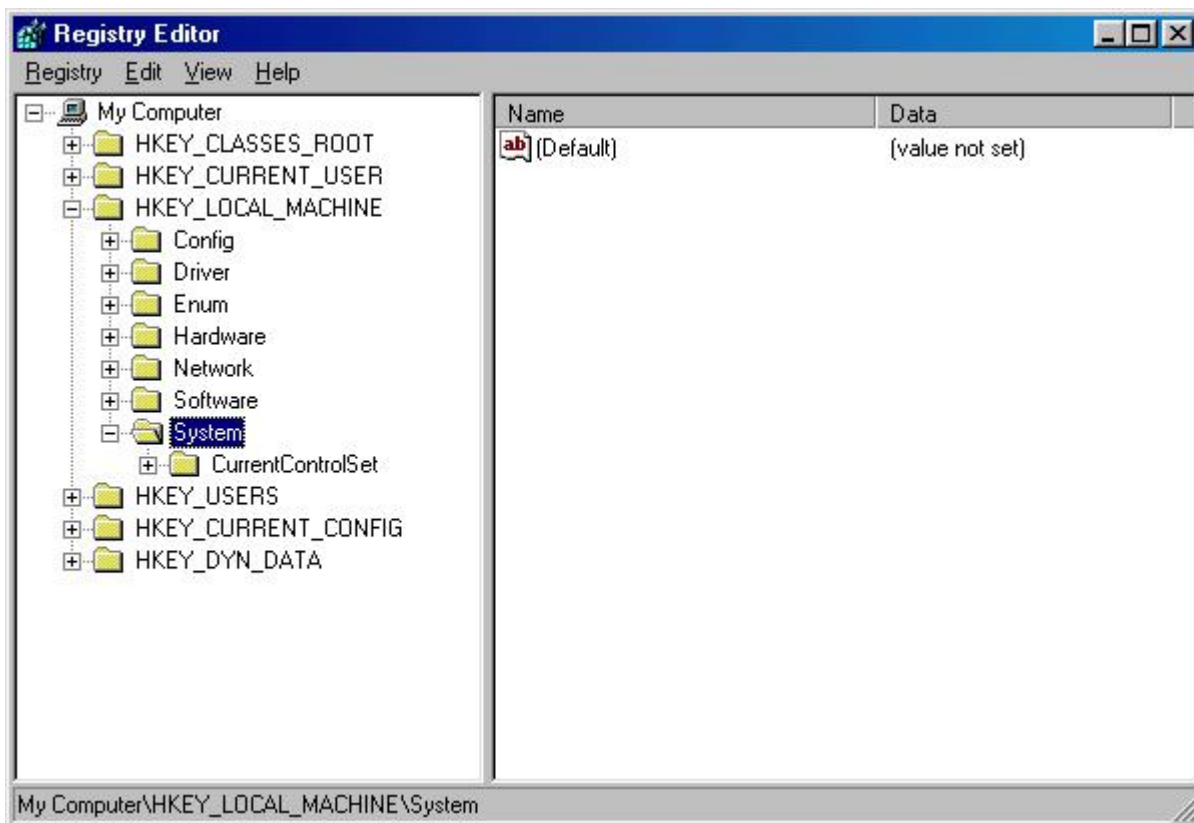 Registry Editor
Registry Edit View Help
My Computer
HKEY_CLASSES_ROOT
HKEY_CURRENT_USER
HKEY_LOCAL_MACHINE
Config
Driver
Enum
Hardware
Network
Software
System
CurrentControlSet
HKEY_USERS
HKEY_CURRENT_CONFIG
HKEY_DYN_DATA
Name Data
ab (Default) (value not set)
My Computer\HKEY_LOCAL_MACHINE\System